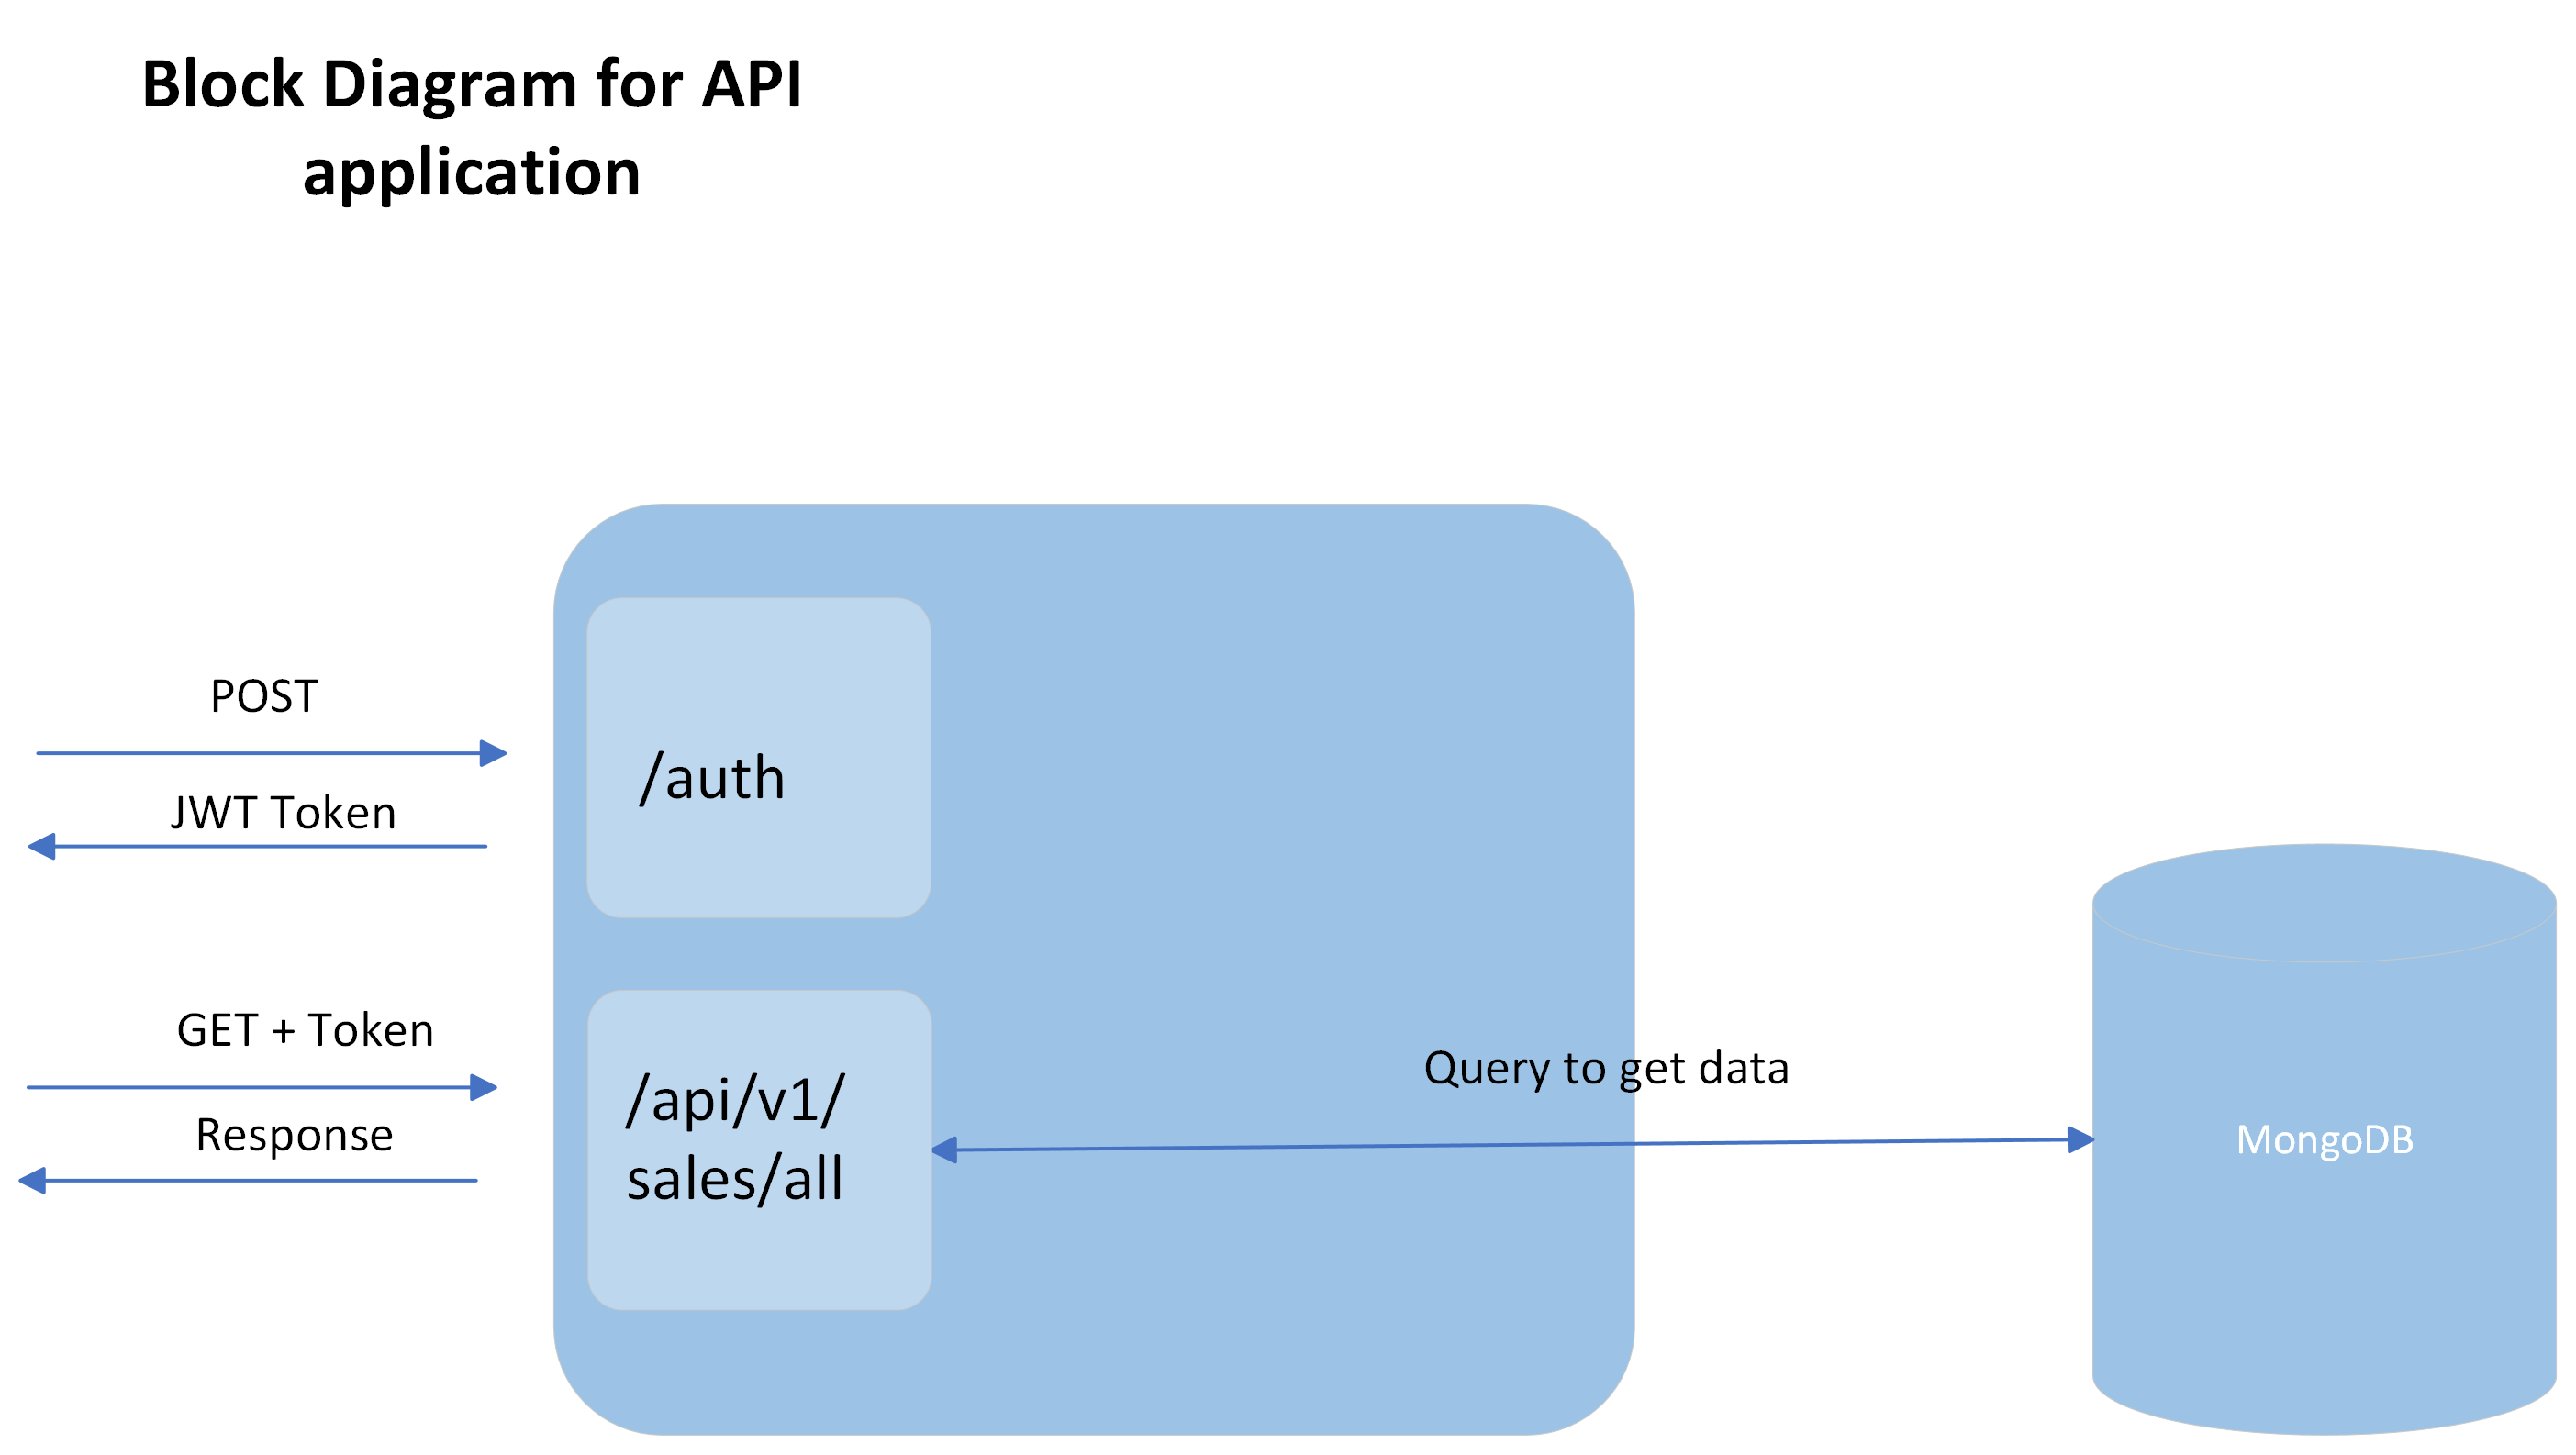 Block Diagram for API
application
POST
/auth
JWT Token
GET + Token
/api/v1/
sales/all
Response
Query to get data
MongoDB